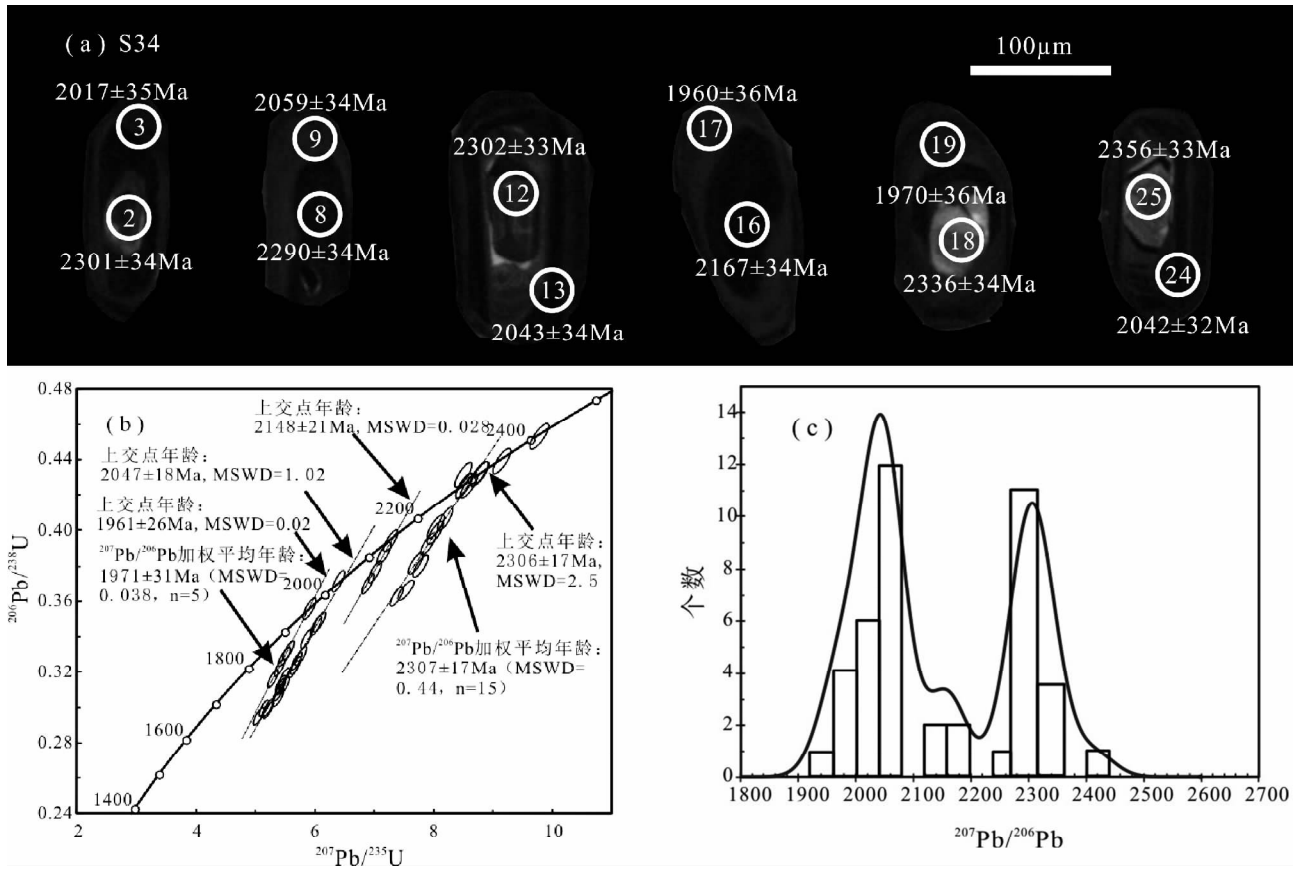 (a) S34
100μm
2017±35Ma
3
2
2301±34Ma
2059±34Ma
9
8
2290±34Ma
2302±33Ma
12
13
2043±34Ma
1960±36Ma
17
16
2167±34Ma
19
1970±36Ma
18
2336±34Ma
2356±33Ma
25
24
2042±32Ma
(b)
上交点年龄：
2148±21Ma, MSWD=0.028
上交点年龄：
2047±18Ma, MSWD=1.02
上交点年龄：
1961±26Ma, MSWD=0.02
²⁰⁷Pb/²⁰⁶Pb加权平均年龄：
1971±31Ma（MSWD=
0.038, n=5）
上交点年龄：
2306±17Ma,
MSWD=2.5
²⁰⁷Pb/²⁰⁶Pb加权平均年龄：
2307±17Ma（MSWD=
0.44, n=15）
1400
1600
1800
2000
2200
2400
0.48
0.44
0.40
0.36
0.32
0.28
0.24
²⁰⁶Pb/²³⁸U
2 4 6 8 10
²⁰⁷Pb/²³⁵U
(c)
14
12
10
8
6
4
2
0
个数
1800 1900 2000 2100 2200 2300 2400 2500 2600 2700
²⁰⁷Pb/²⁰⁶Pb